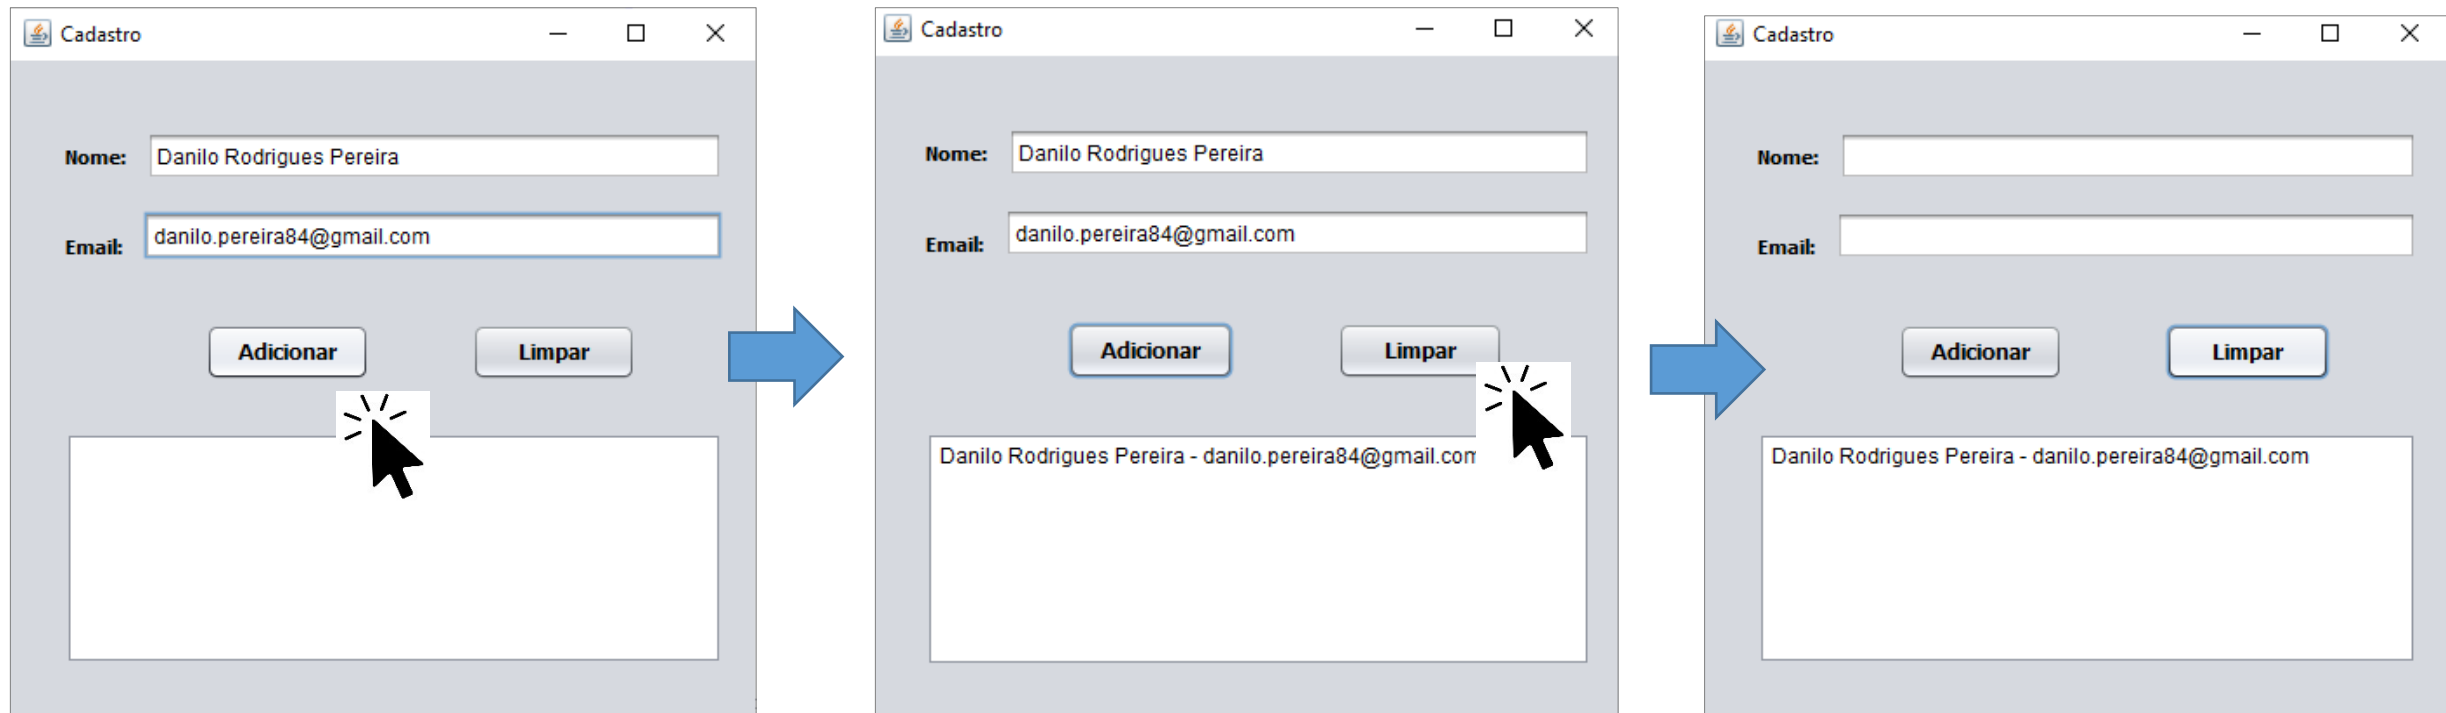 Cadastro
Nome: Danilo Rodrigues Pereira
Email: danilo.pereira84@gmail.com
Adicionar Limpar
Cadastro
Nome: Danilo Rodrigues Pereira
Email: danilo.pereira84@gmail.com
Adicionar Limpar
Danilo Rodrigues Pereira - danilo.pereira84@gmail.com
Cadastro
Nome:
Email:
Adicionar Limpar
Danilo Rodrigues Pereira - danilo.pereira84@gmail.com